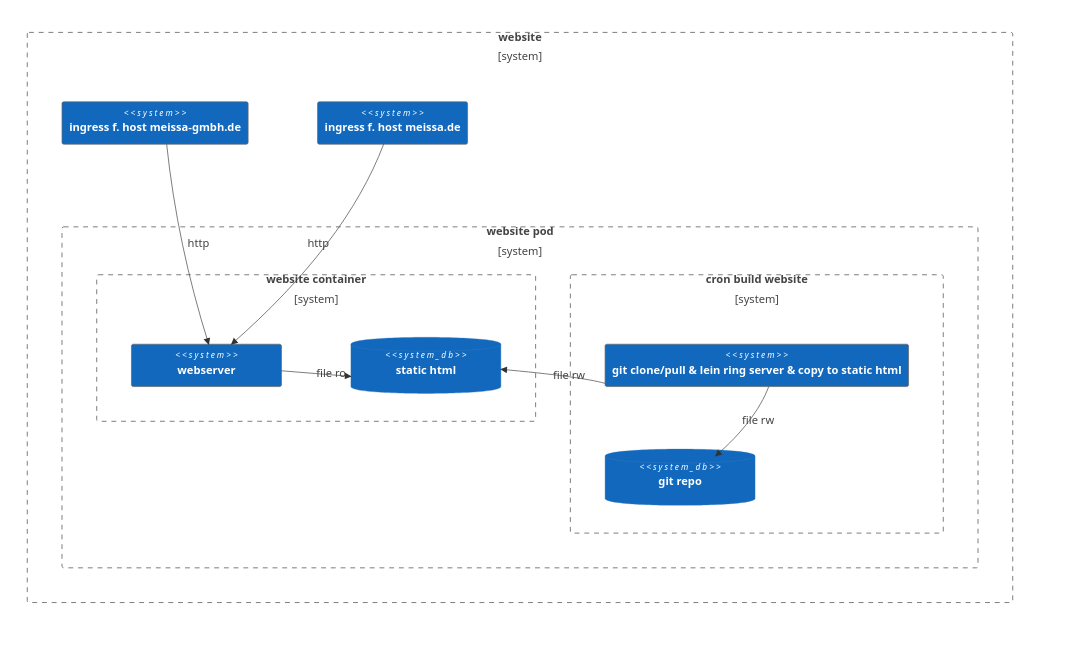 website
[system]
<<system>>
ingress f. host meissa-gmbh.de
<<system>>
ingress f. host meissa.de
http
http
website pod
[system]
website container
[system]
<<system>>
webserver
file ro
<<system_db>>
static html
file rw
cron build website
[system]
<<system>>
git clone/pull & lein ring server & copy to static html
file rw
<<system_db>>
git repo